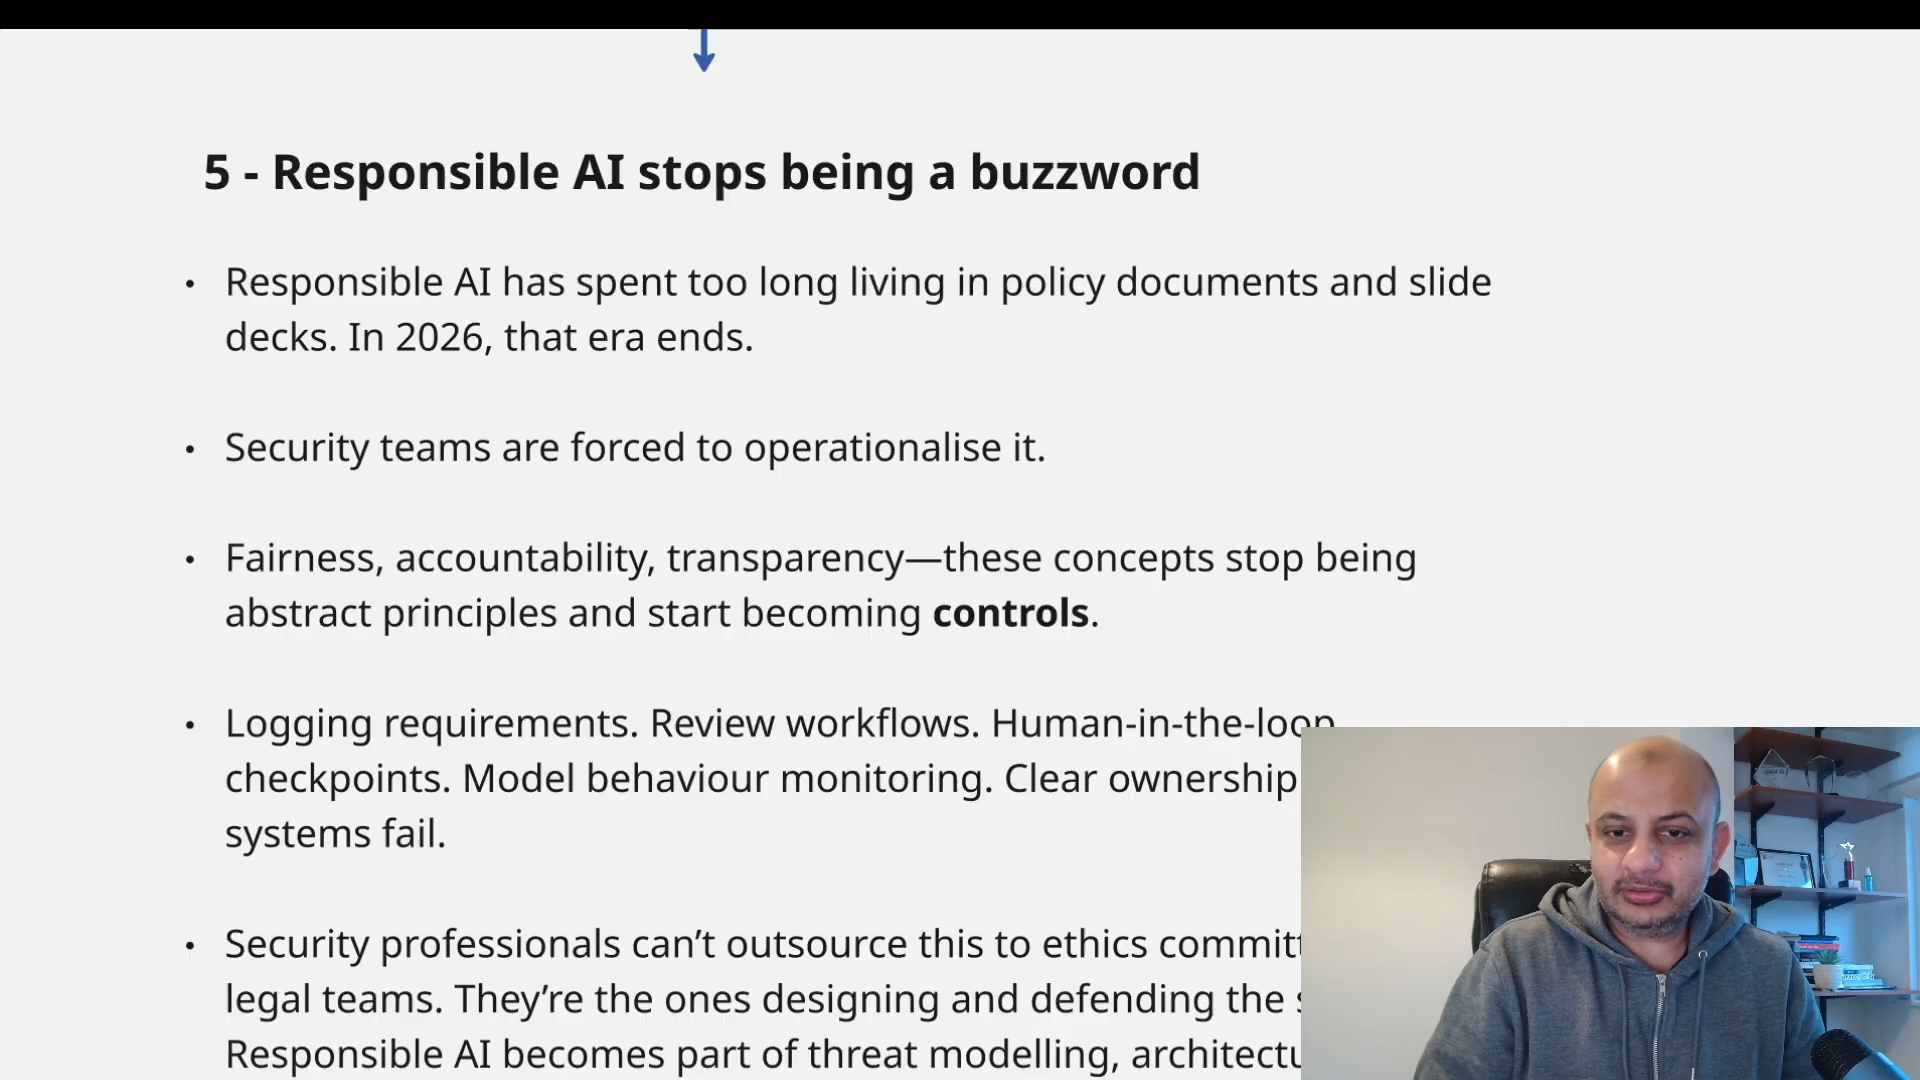 5 - Responsible AI stops being a buzzword
• Responsible AI has spent too long living in policy documents and slide
decks. In 2026, that era ends.
• Security teams are forced to operationalise it.
• Fairness, accountability, transparency—these concepts stop being
abstract principles and start becoming controls.
• Logging requirements. Review workflows. Human-in-the-loop
checkpoints. Model behaviour monitoring. Clear ownership
systems fail.
• Security professionals can’t outsource this to ethics
legal teams. They’re the ones designing and defending the
Responsible AI becomes part of threat modelling,